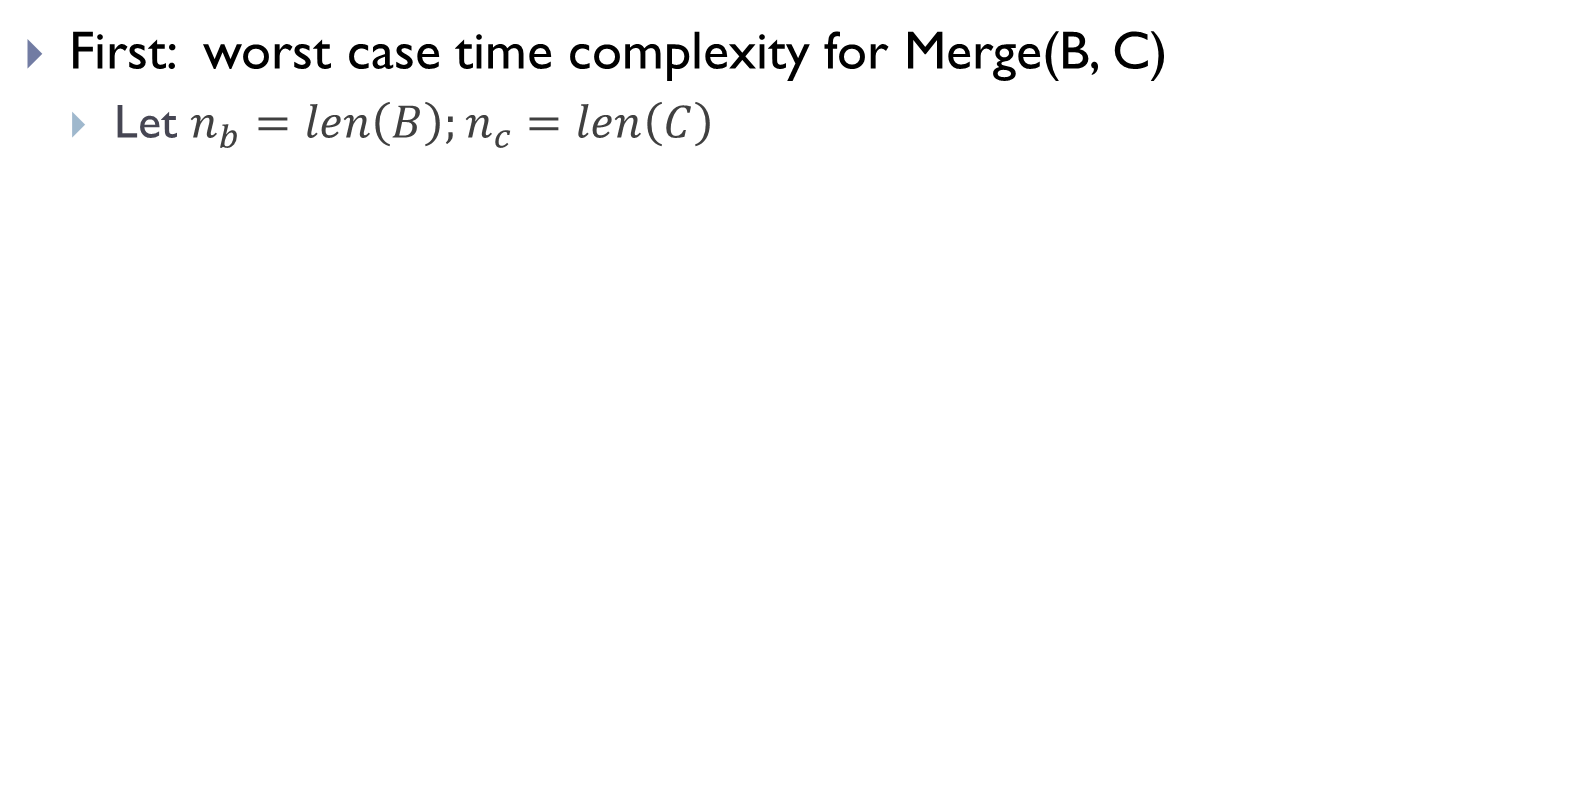 First: worst case time complexity for Merge(B, C)
Let n_b = len(B); n_c = len(C)